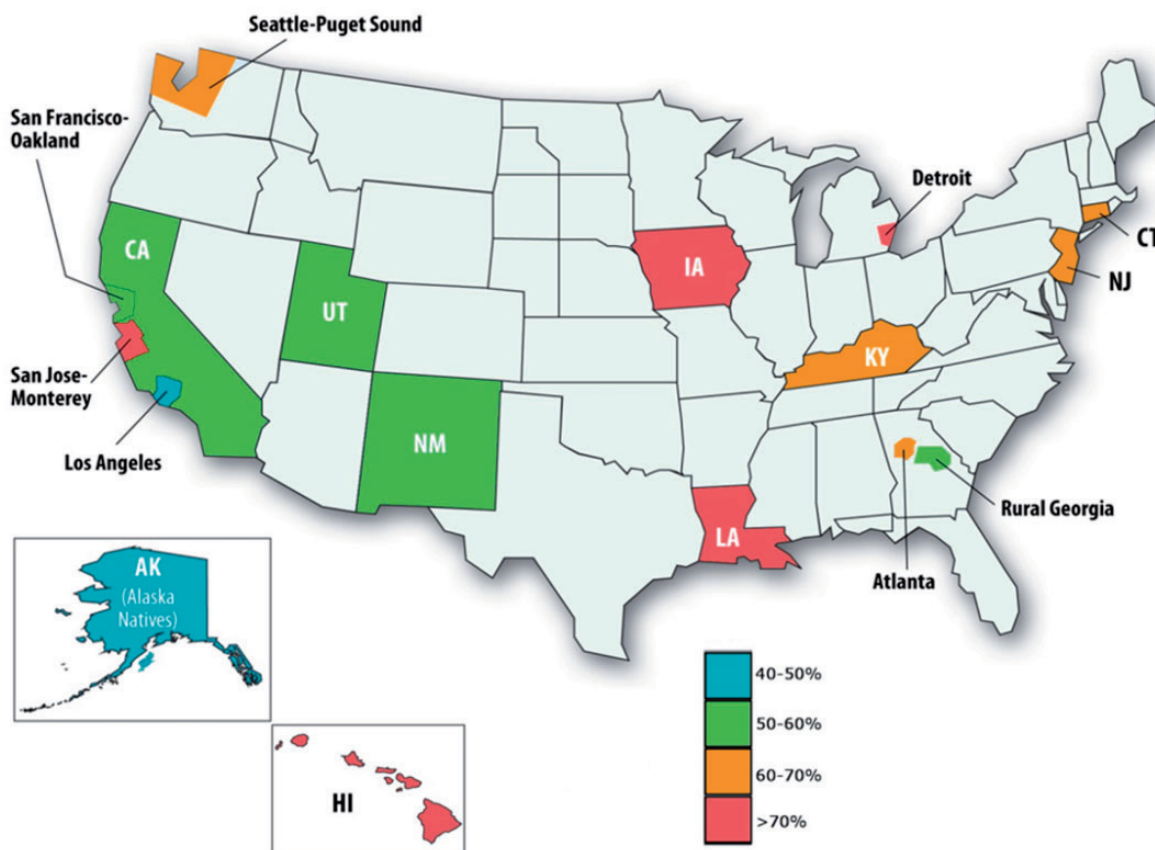 Seattle-Puget Sound
San Francisco-
Oakland
Detroit
CA
CT
IA
NJ
UT
KY
San Jose-
Monterey
NM
Los Angeles
Rural Georgia
LA
Atlanta
AK
(Alaska
Natives)
HI
40-50%
50-60%
60-70%
>70%